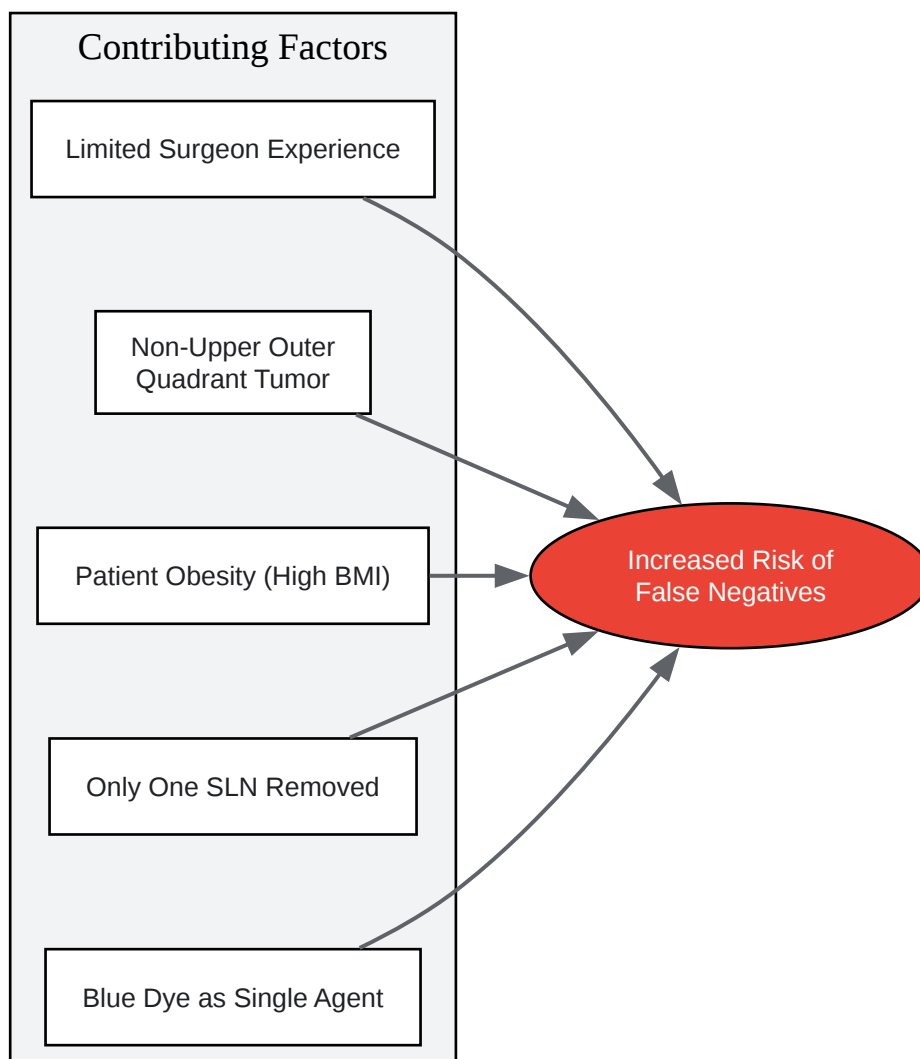 Contributing Factors
Limited Surgeon Experience
Non-Upper Outer
Quadrant Tumor
Patient Obesity (High BMI)
Increased Risk of
False Negatives
Only One SLN Removed
Blue Dye as Single Agent